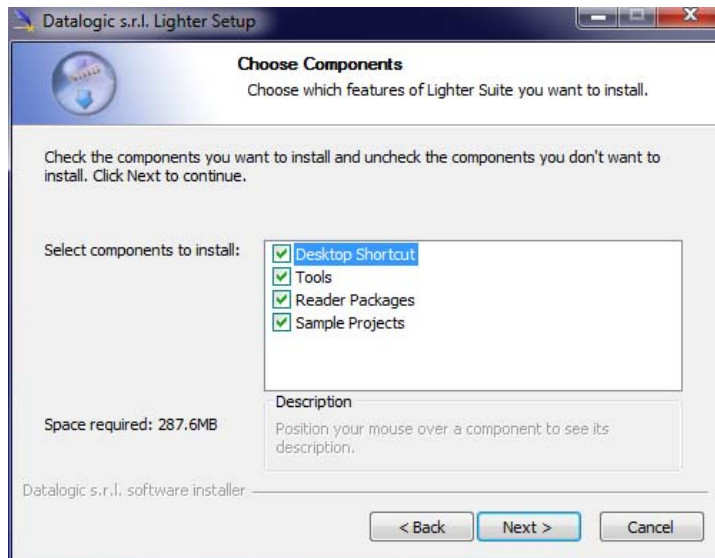 Datalogic s.r.l. Lighter Setup
Choose Components
Choose which features of Lighter Suite you want to install.
Check the components you want to install and uncheck the components you don't want to
install. Click Next to continue.
Select components to install:
Desktop Shortcut
Tools
Reader Packages
Sample Projects
Space required: 287.6MB
Description
Position your mouse over a component to see its
description.
Datalogic s.r.l. software installer
< Back
Next >
Cancel